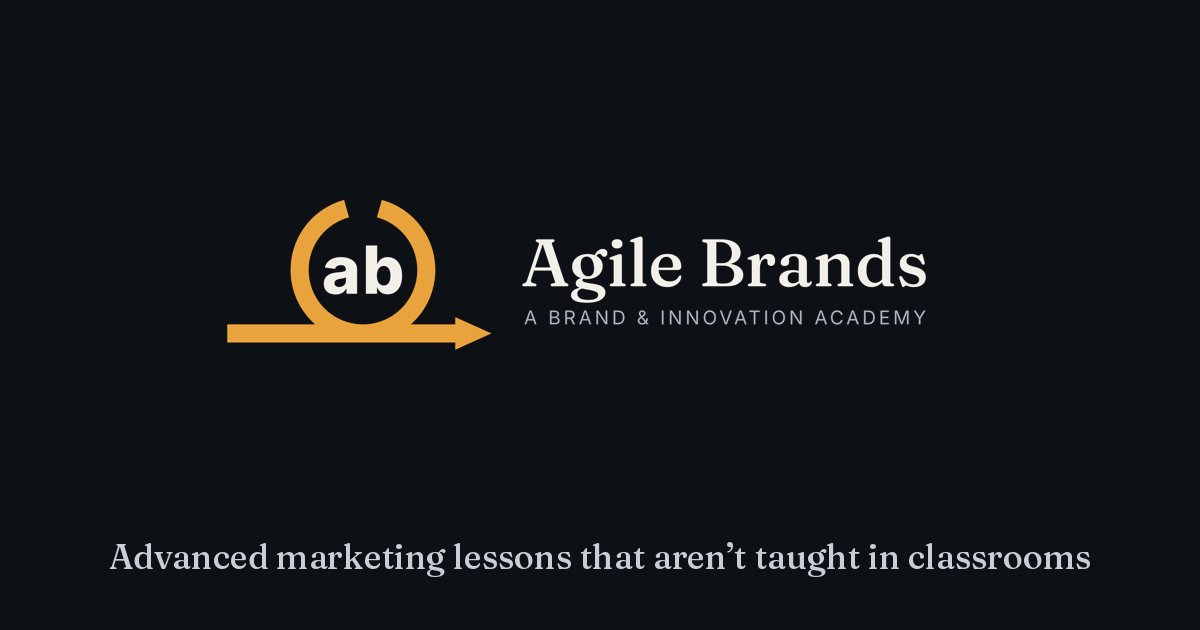 ab
Agile Brands
A BRAND & INNOVATION ACADEMY
Advanced marketing lessons that aren’t taught in classrooms